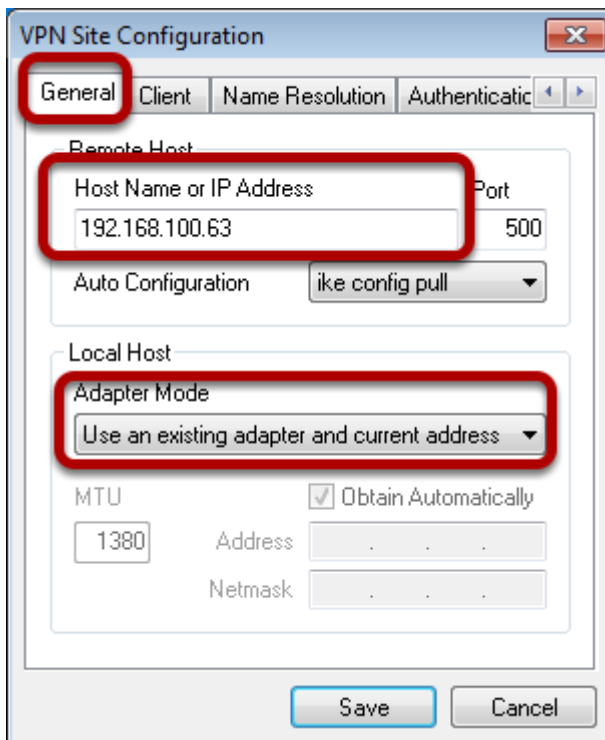 VPN Site Configuration
General Client Name Resolution Authenticatic
Remote Host
Host Name or IP Address Port
192.168.100.63 500
Auto Configuration ike config pull
Local Host
Adapter Mode
Use an existing adapter and current address
MTU Obtain Automatically
1380 Address . . .
Netmask . . .
Save Cancel